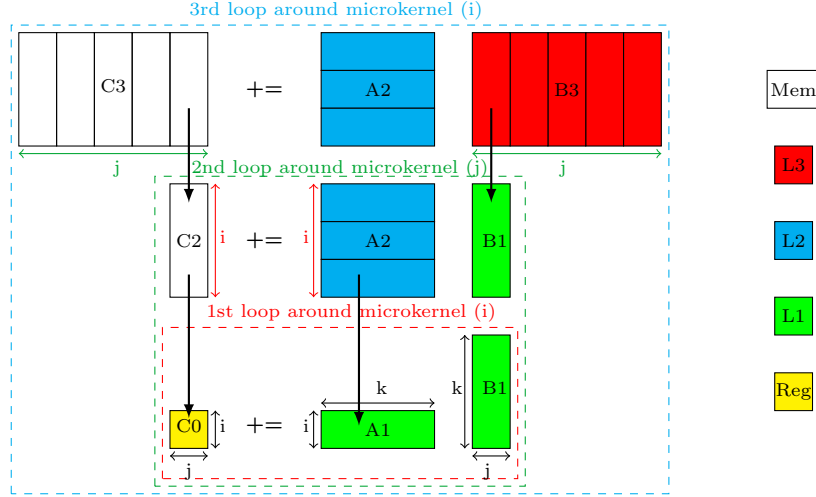 3rd loop around microkernel (i)
C3 += A2 B3
Mem
j j
L3
2nd loop around microkernel (j)
C2 i += i A2 B1
L2
1st loop around microkernel (i)
L1
k k B1
C0 i += i A1
Reg
j j